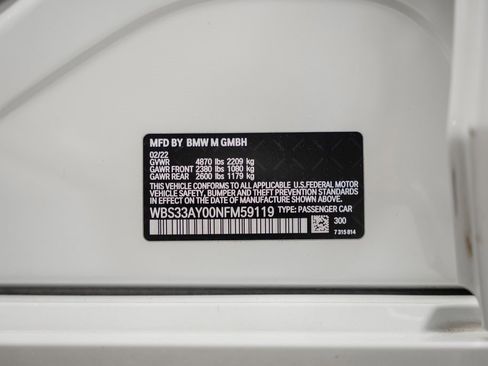 MFD BY BMW M GMBH
02/22
GVWR 4870 lbs 2209 kg
GAWR FRONT 2380 lbs 1080 kg
GAWR REAR 2600 lbs 1179 kg
THIS VEHICLE CONFORMS TO ALL APPLICABLE U.S.FEDERAL MOTOR
VEHICLE SAFETY, BUMPER AND THEFT PREVENTION STANDARDS
IN EFFECT ON THE DATE OF MANUFACTURE SHOWN ABOVE.
WBS33AY00NFM59119 TYPE: PASSENGER CAR
300
7 315 814